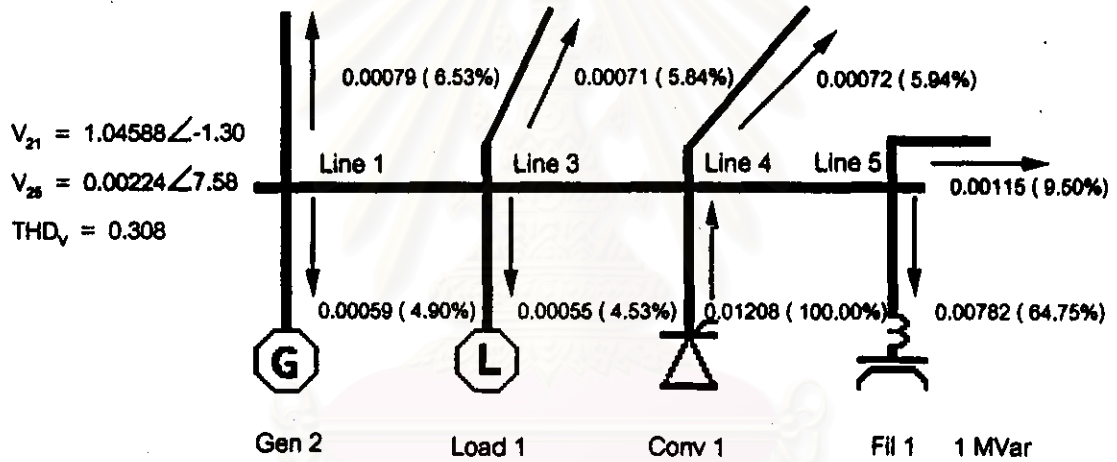 0.00079 ( 6.53%) 0.00071 ( 5.84%) 0.00072 ( 5.94%)
V21 = 1.04588∠-1.30
Line 1 Line 3 Line 4 Line 5
V25 = 0.00224∠7.58
0.00115 ( 9.50%)
THDV = 0.308
0.00059 ( 4.90%) 0.00055 ( 4.53%) 0.01208 ( 100.00%) 0.00782 ( 64.75%)
G L
Gen 2 Load 1 Conv 1 Fil 1 1 MVar